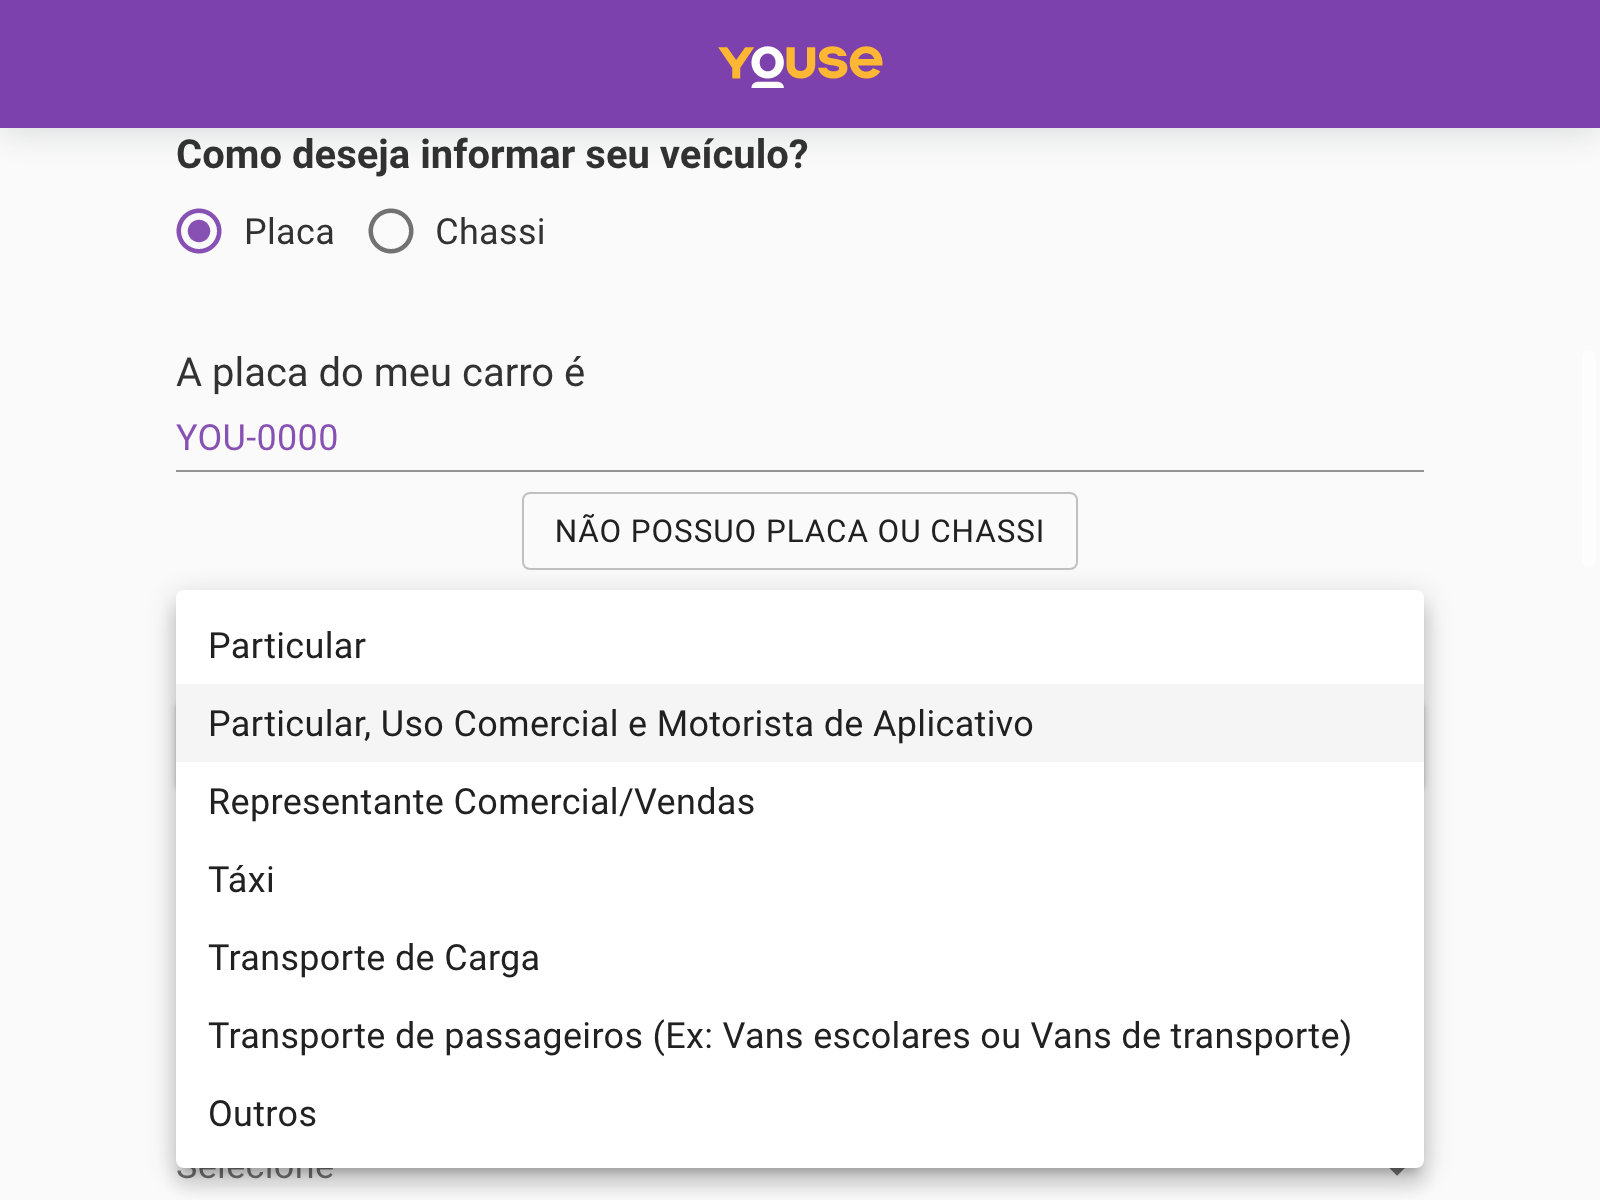 YOUSE
Como deseja informar seu veículo?
Placa Chassi
A placa do meu carro é
YOU-0000
NÃO POSSUO PLACA OU CHASSI
Particular
Particular, Uso Comercial e Motorista de Aplicativo
Representante Comercial/Vendas
Táxi
Transporte de Carga
Transporte de passageiros (Ex: Vans escolares ou Vans de transporte)
Outros
Selecione